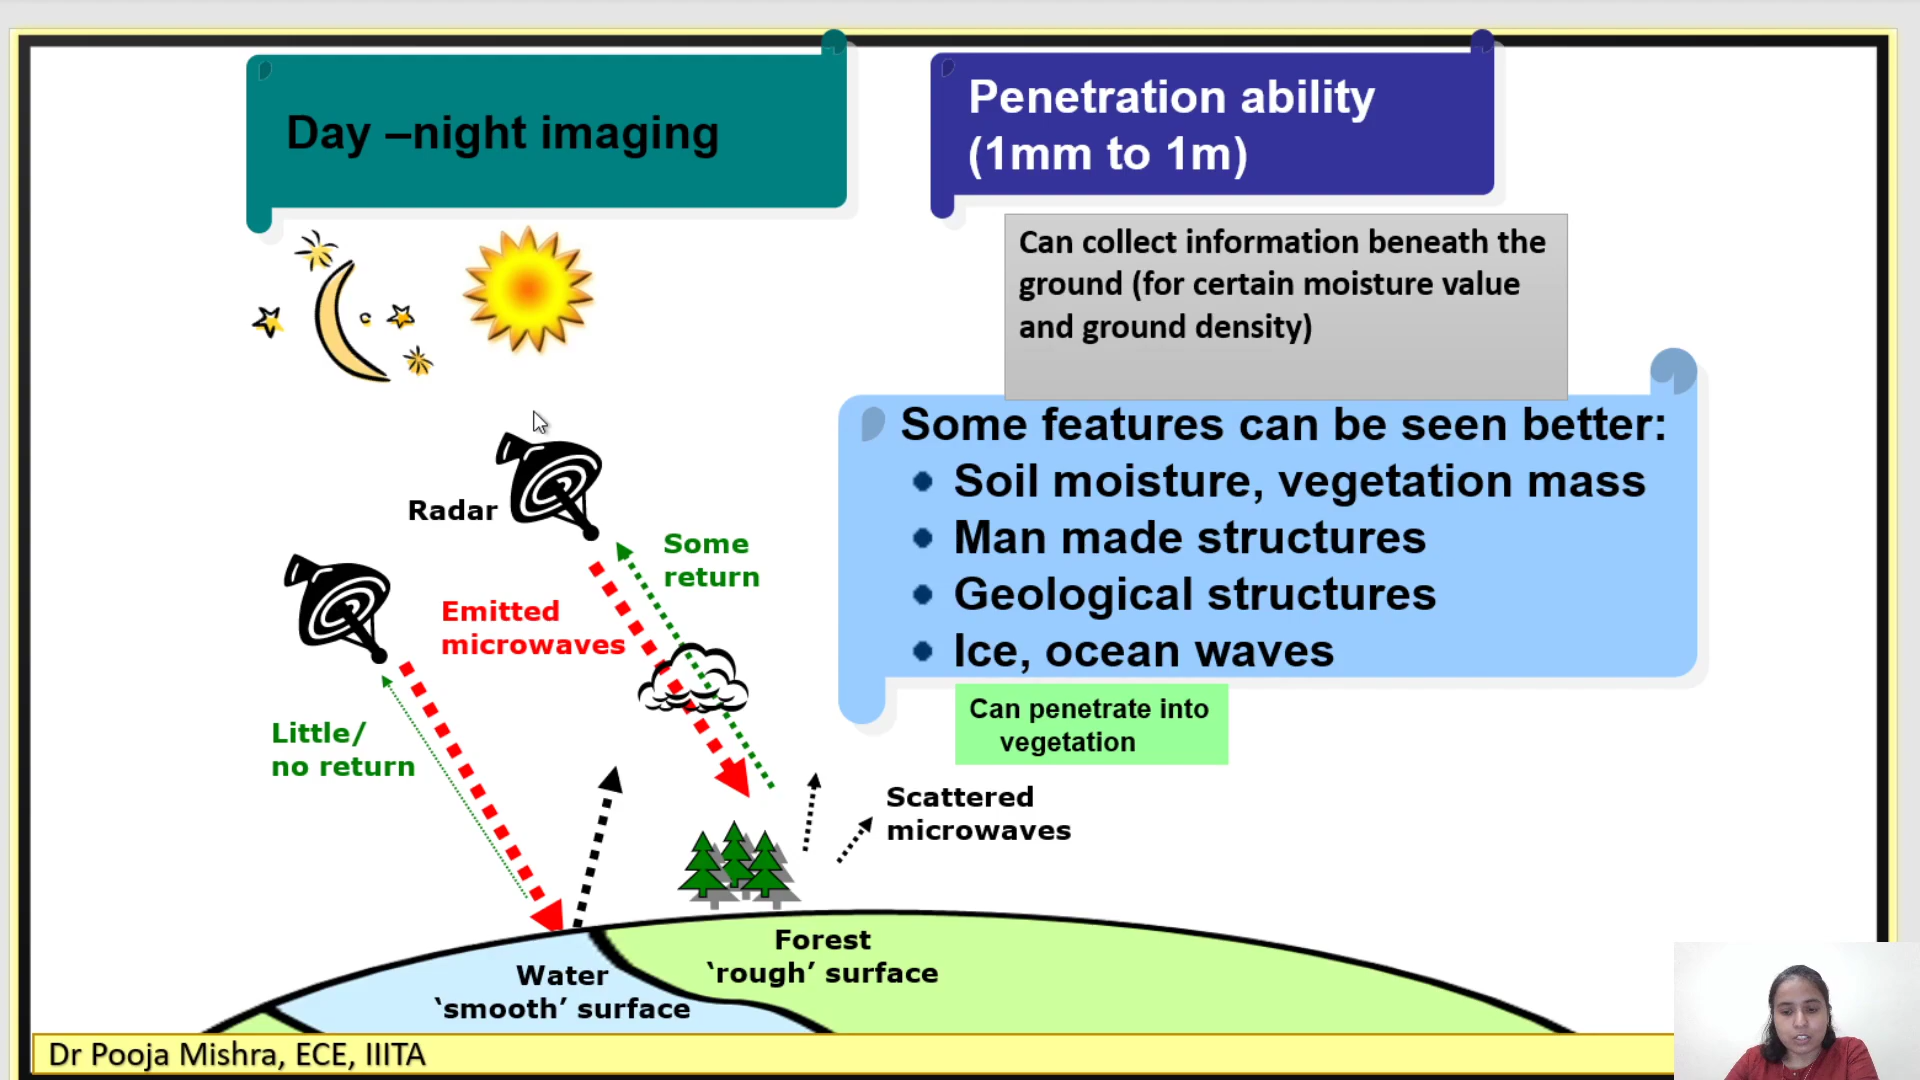 Day –night imaging
Penetration ability
(1mm to 1m)
Can collect information beneath the
ground (for certain moisture value
and ground density)
Some features can be seen better:
• Soil moisture, vegetation mass
• Man made structures
• Geological structures
• Ice, ocean waves
Can penetrate into
vegetation
Radar
Some
return
Emitted
microwaves
Little/
no return
Scattered
microwaves
Forest
‘rough’ surface
Water
‘smooth’ surface
Dr Pooja Mishra, ECE, IIITA